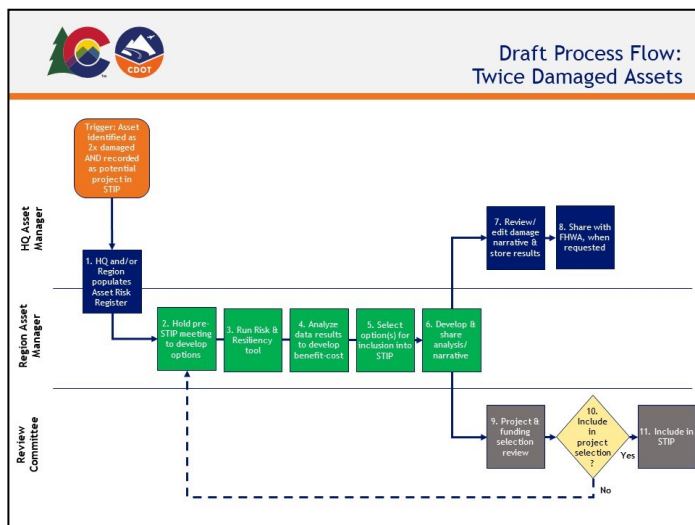 CDOT
TM
Draft Process Flow:
Twice Damaged Assets
HQ Asset
Manager
Trigger: Asset
identified as
2x damaged
AND recorded
as potential
project in
STIP
1. HQ and/or
Region
populates
Asset Risk
Register
7. Review/
edit damage
narrative &
store results
8. Share with
FHWA, when
requested
Region Asset
Manager
2. Hold pre-
STIP meeting
to develop
options
3. Run Risk &
Resiliency
tool
4. Analyze
data results
to develop
benefit-cost
5. Select
option(s) for
inclusion into
STIP
6. Develop &
share
analysis/
narrative
Review
Committee
9. Project &
funding
selection
review
10.
Include
in
project
selection
?
Yes
No
11. Include in
STIP